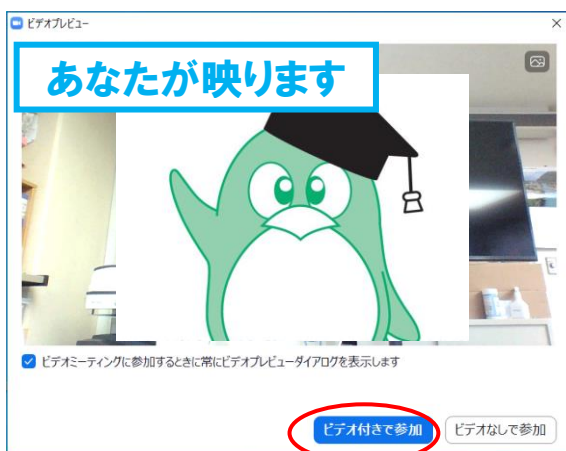 ビデオプレビュー
あなたが映ります
ビデオミーティングに参加するときに常にビデオプレビューダイアログを表示します
ビデオ付きで参加
ビデオなしで参加